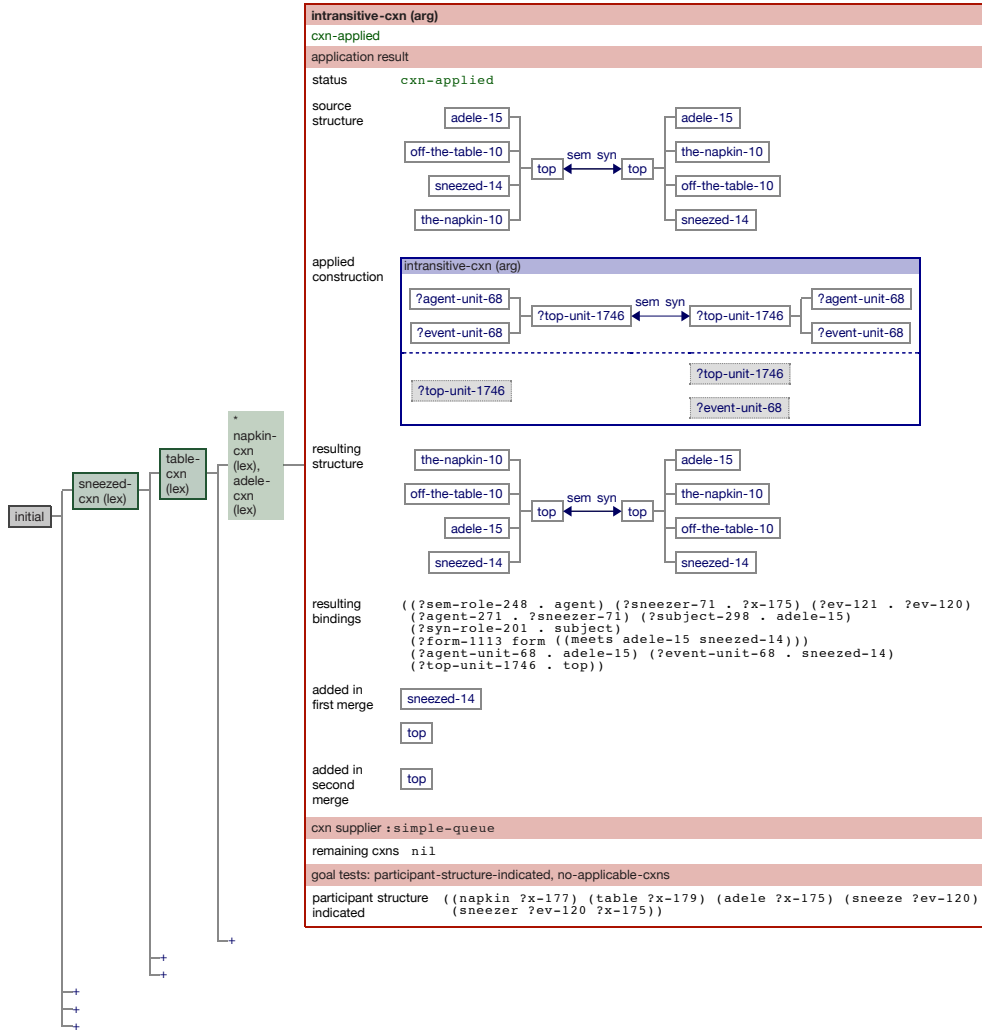 intransitive-cxn (arg)
cxn-applied
application result
status cxn-applied
source
structure
adele-15
off-the-table-10
sneezed-14
the-napkin-10
top
sem syn
top
adele-15
the-napkin-10
off-the-table-10
sneezed-14
applied
construction
intransitive-cxn (arg)
?agent-unit-68
?event-unit-68
?top-unit-1746
sem syn
?top-unit-1746
?agent-unit-68
?event-unit-68
?top-unit-1746
?top-unit-1746
?event-unit-68
initial
sneezed-
cxn (lex)
table-
cxn
(lex)
*
napkin-
cxn
(lex),
adele-
cxn
(lex)
resulting
structure
the-napkin-10
off-the-table-10
adele-15
sneezed-14
top
sem syn
top
adele-15
the-napkin-10
off-the-table-10
sneezed-14
resulting
bindings
((?sem-role-248 . agent) (?sneezer-71 . ?x-175) (?ev-121 . ?ev-120)
(?agent-271 . ?sneezer-71) (?subject-298 . adele-15)
(?syn-role-201 . subject)
(?form-1113 form ((meets adele-15 sneezed-14)))
(?agent-unit-68 . adele-15) (?event-unit-68 . sneezed-14)
(?top-unit-1746 . top))
added in
first merge
sneezed-14
top
added in
second
merge
top
cxn supplier :simple-queue
remaining cxns nil
goal tests: participant-structure-indicated, no-applicable-cxns
participant structure
indicated
((napkin ?x-177) (table ?x-179) (adele ?x-175) (sneeze ?ev-120)
(sneezer ?ev-120 ?x-175))
+
+
+
+
+
+